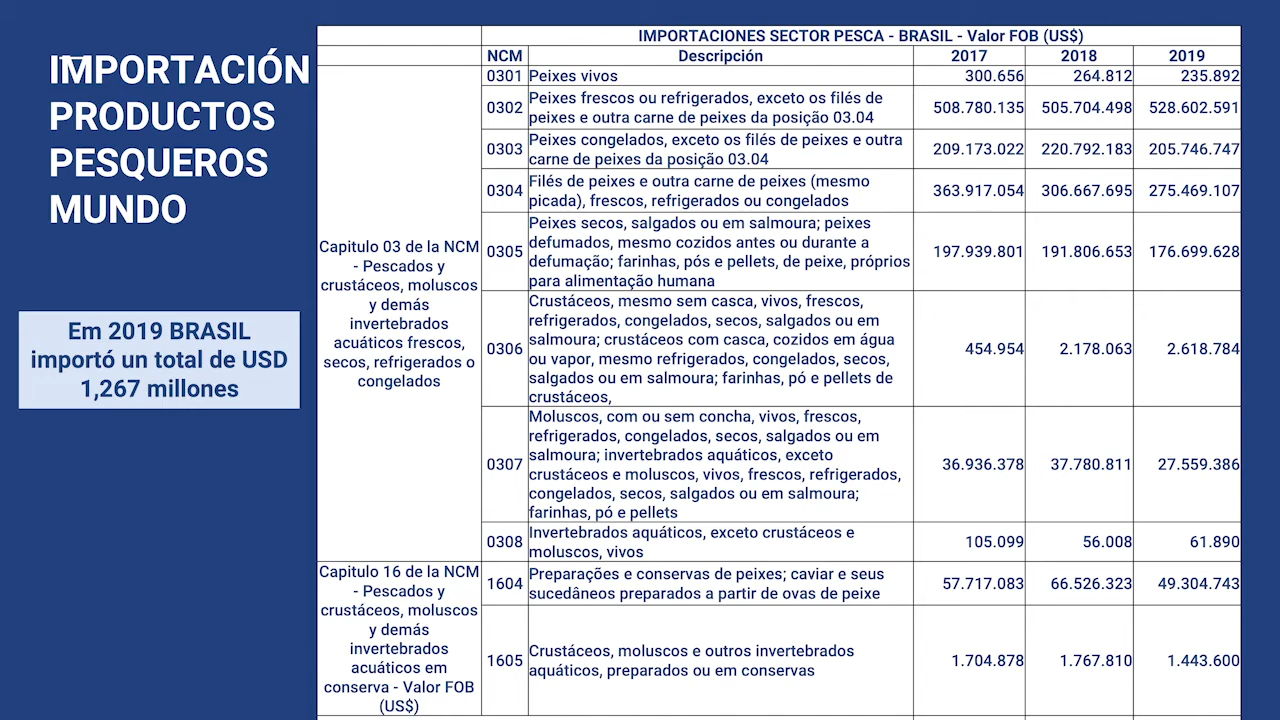 IMPORTACIÓN
PRODUCTOS
PESQUEROS
MUNDO
Em 2019 BRASIL
importó un total de USD
1,267 millones
IMPORTACIONES SECTOR PESCA - BRASIL - Valor FOB (US$)
NCM Descripción 2017 2018 2019
Capitulo 03 de la NCM
- Pescados y
crustáceos, moluscos
y demás
invertebrados
acuáticos frescos,
secos, refrigerados o
congelados
0301 Peixes vivos 300.656 264.812 235.892
0302 Peixes frescos ou refrigerados, exceto os filés de
peixes e outra carne de peixes da posição 03.04 508.780.135 505.704.498 528.602.591
0303 Peixes congelados, exceto os filés de peixes e outra
carne de peixes da posição 03.04 209.173.022 220.792.183 205.746.747
0304 Filés de peixes e outra carne de peixes (mesmo
picada), frescos, refrigerados ou congelados 363.917.054 306.667.695 275.469.107
0305 Peixes secos, salgados ou em salmoura; peixes
defumados, mesmo cozidos antes ou durante a
defumação; farinhas, pós e pellets, de peixe, próprios
para alimentação humana 197.939.801 191.806.653 176.699.628
0306 Crustáceos, mesmo sem casca, vivos, frescos,
refrigerados, congelados, secos, salgados ou em
salmoura; crustáceos com casca, cozidos em água
ou vapor, mesmo refrigerados, congelados, secos,
salgados ou em salmoura; farinhas, pó e pellets de
crustáceos, 454.954 2.178.063 2.618.784
0307 Moluscos, com ou sem concha, vivos, frescos,
refrigerados, congelados, secos, salgados ou em
salmoura; invertebrados aquáticos, exceto
crustáceos e moluscos, vivos, frescos, refrigerados,
congelados, secos, salgados ou em salmoura;
farinhas, pó e pellets 36.936.378 37.780.811 27.559.386
0308 Invertebrados aquáticos, exceto crustáceos e
moluscos, vivos 105.099 56.008 61.890
Capitulo 16 de la NCM
- Pescados y
crustáceos, moluscos
y demás
invertebrados
acuáticos em
conserva - Valor FOB
(US$)
1604 Preparações e conservas de peixes; caviar e seus
sucedâneos preparados a partir de ovas de peixe 57.717.083 66.526.323 49.304.743
1605 Crustáceos, moluscos e outros invertebrados
aquáticos, preparados ou em conservas 1.704.878 1.767.810 1.443.600